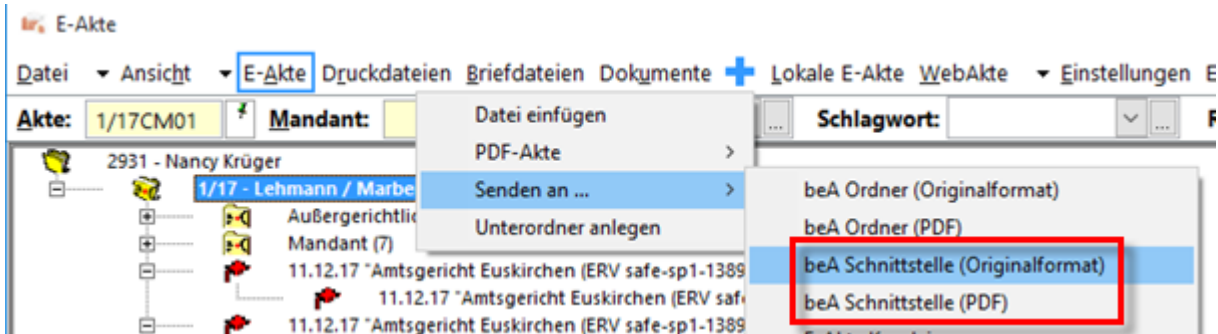 E-Akte
Datei Ansicht E-Akte Druckdateien Briefdateien Dokumente Lokale E-Akte WebAkte Einstellungen
Akte: 1/17CM01 Mandant: ... Schlagwort: ...
2931 - Nancy Krüger
1/17 - Lehmann / Marbe
Außergerichtlic
Mandant (7)
11.12.17 "Amtsgericht Euskirchen (ERV safe-sp1-1389
11.12.17 "Amtsgericht Euskirchen (ERV safe
11.12.17 "Amtsgericht Euskirchen (ERV safe-sp1-1389
Datei einfügen
PDF-Akte
Senden an ...
Unterordner anlegen
beA Ordner (Originalformat)
beA Ordner (PDF)
beA Schnittstelle (Originalformat)
beA Schnittstelle (PDF)